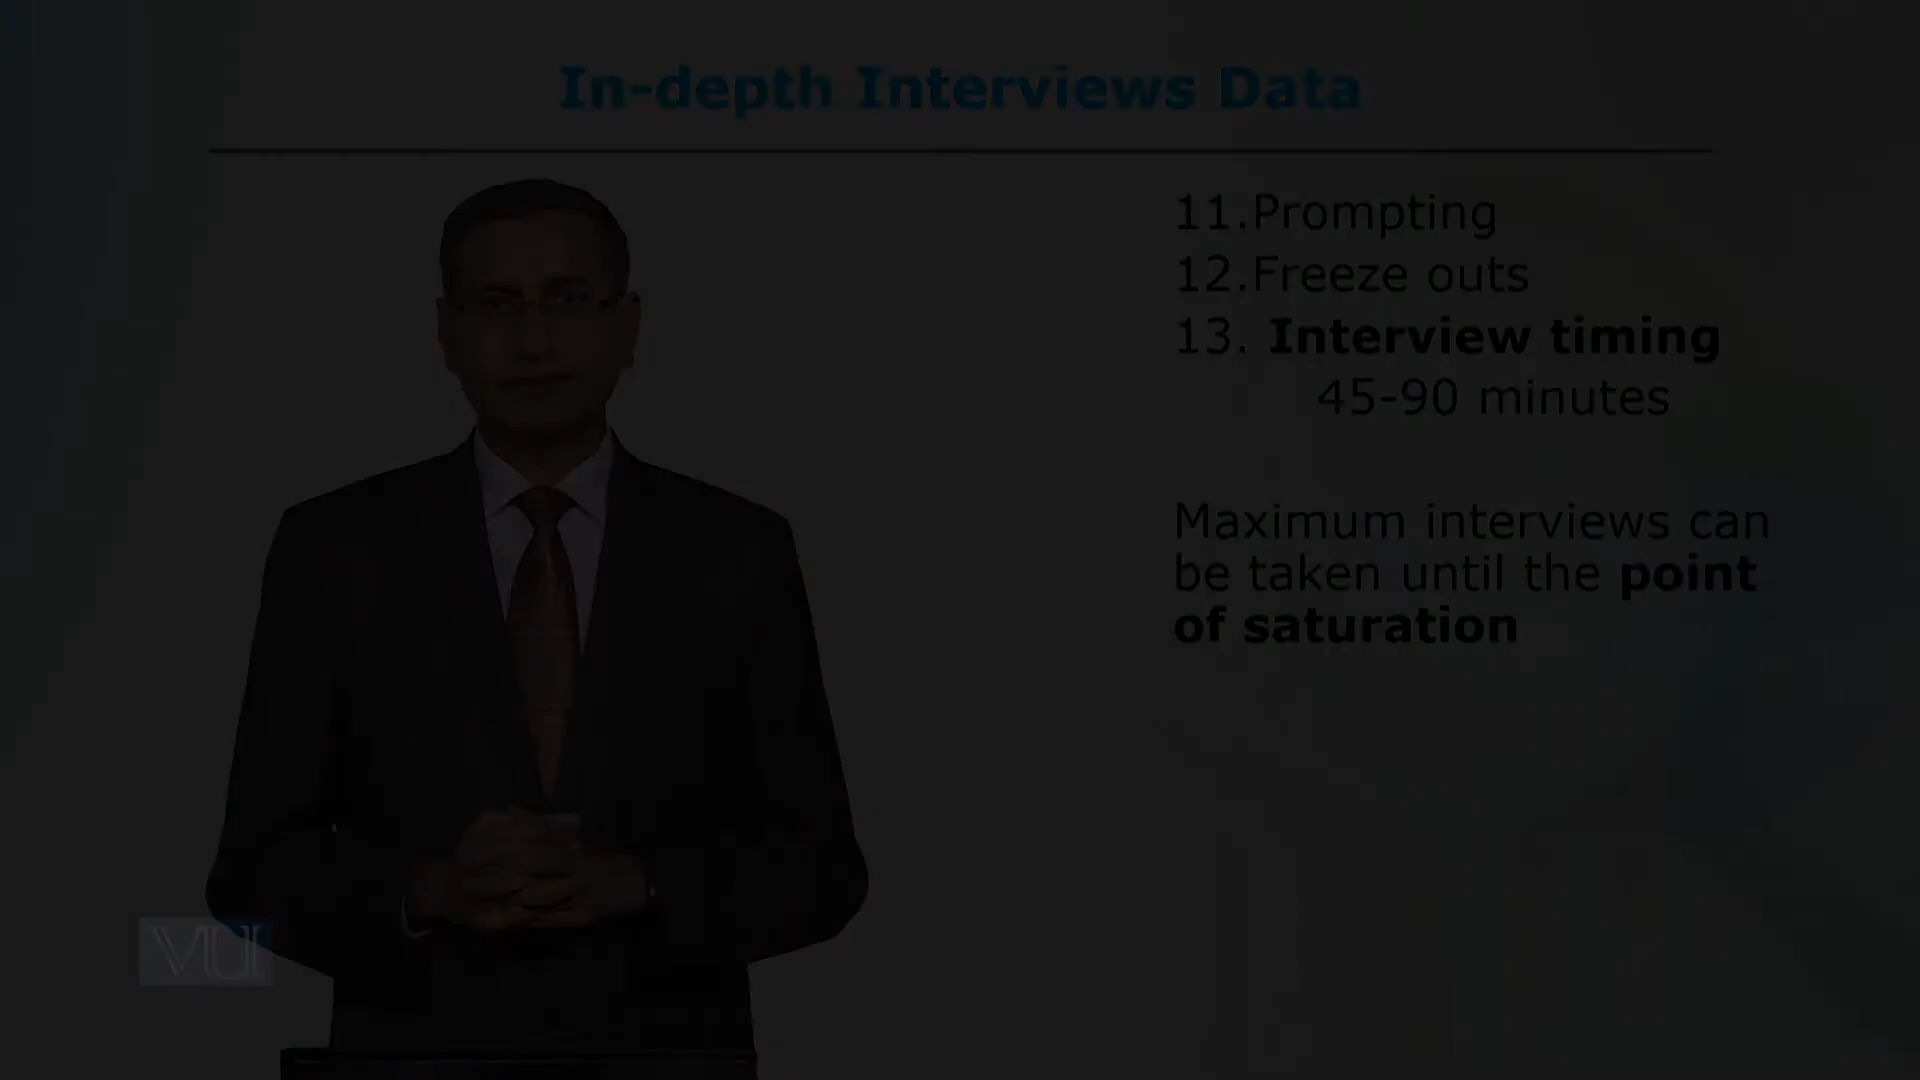 In-depth Interviews Data
11.Prompting
12.Freeze outs
13. Interview timing
45-90 minutes
Maximum interviews can
be taken until the point
of saturation
VU